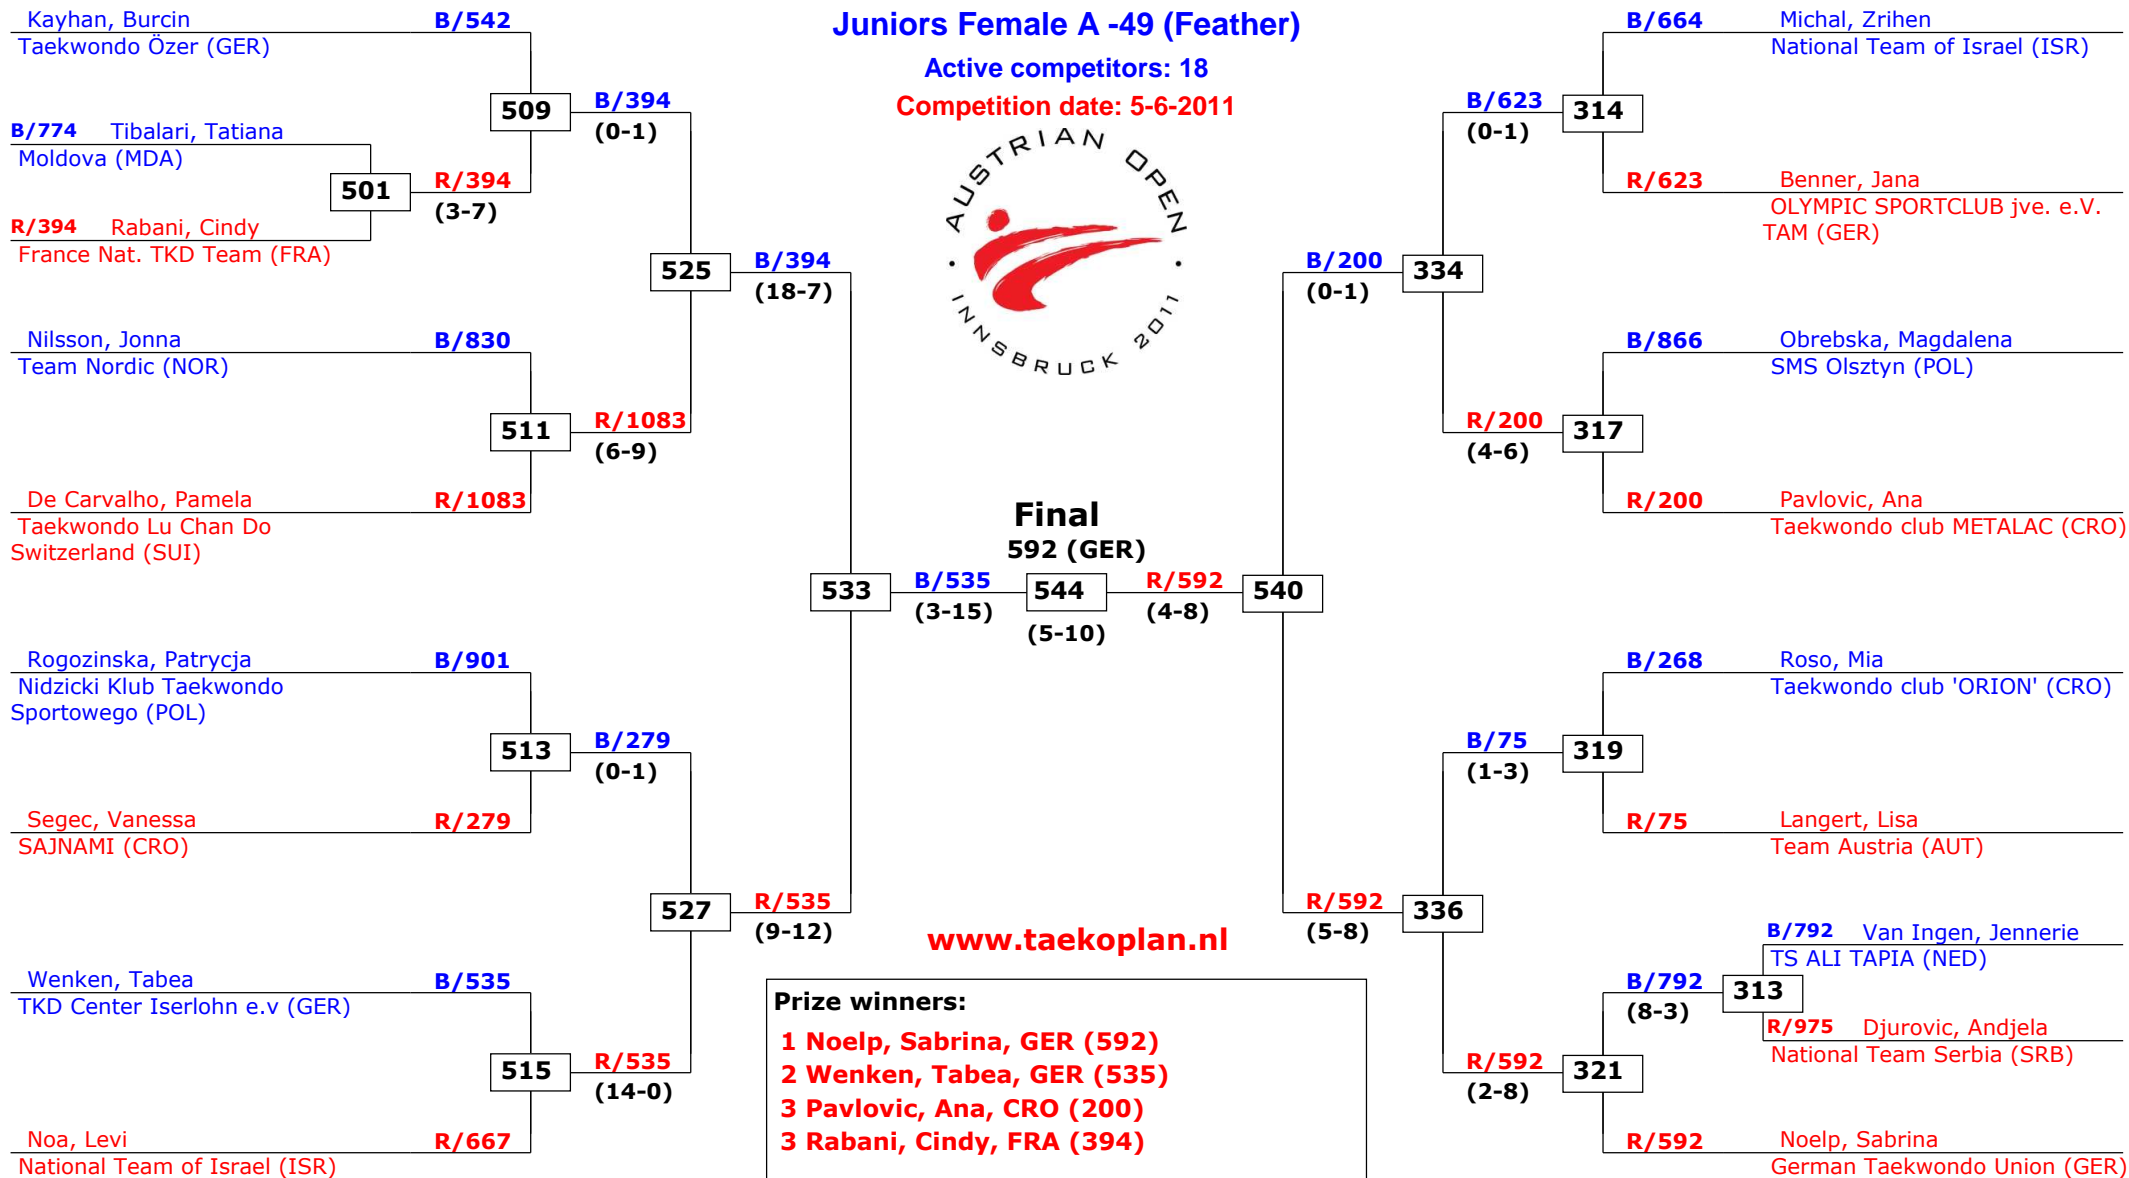 Juniors Female A -49 (Feather)
Active competitors: 18
Competition date: 5-6-2011
AUSTRIAN OPEN
· INNSBRUCK 2011 ·
Kayhan, Burcin
B/542
Taekwondo Özer (GER)
509
B/394
(0-1)
B/774 Tibalari, Tatiana
Moldova (MDA)
501
R/394
(3-7)
R/394 Rabani, Cindy
France Nat. TKD Team (FRA)
525
B/394
(18-7)
Nilsson, Jonna
B/830
Team Nordic (NOR)
511
R/1083
(6-9)
De Carvalho, Pamela
R/1083
Taekwondo Lu Chan Do
Switzerland (SUI)
533
B/535
(3-15)
Rogozinska, Patrycja
B/901
Nidzicki Klub Taekwondo
Sportowego (POL)
513
B/279
(0-1)
Segec, Vanessa
R/279
SAJNAMI (CRO)
527
R/535
(9-12)
Wenken, Tabea
B/535
TKD Center Iserlohn e.v (GER)
515
R/535
(14-0)
Noa, Levi
R/667
National Team of Israel (ISR)
Final
592 (GER)
544
(5-10)
R/592
(4-8)
540
B/664
Michal, Zrihen
National Team of Israel (ISR)
B/623
(0-1)
314
R/623
Benner, Jana
OLYMPIC SPORTCLUB jve. e.V.
TAM (GER)
B/200
(0-1)
334
B/866
Obrebska, Magdalena
SMS Olsztyn (POL)
R/200
(4-6)
317
R/200
Pavlovic, Ana
Taekwondo club METALAC (CRO)
B/268
Roso, Mia
Taekwondo club 'ORION' (CRO)
B/75
(1-3)
319
R/75
Langert, Lisa
Team Austria (AUT)
R/592
(5-8)
336
B/792 Van Ingen, Jennerie
TS ALI TAPIA (NED)
B/792
(8-3)
313
R/975 Djurovic, Andjela
National Team Serbia (SRB)
R/592
(2-8)
321
R/592
Noelp, Sabrina
German Taekwondo Union (GER)
www.taekoplan.nl
Prize winners:
1 Noelp, Sabrina, GER (592)
2 Wenken, Tabea, GER (535)
3 Pavlovic, Ana, CRO (200)
3 Rabani, Cindy, FRA (394)